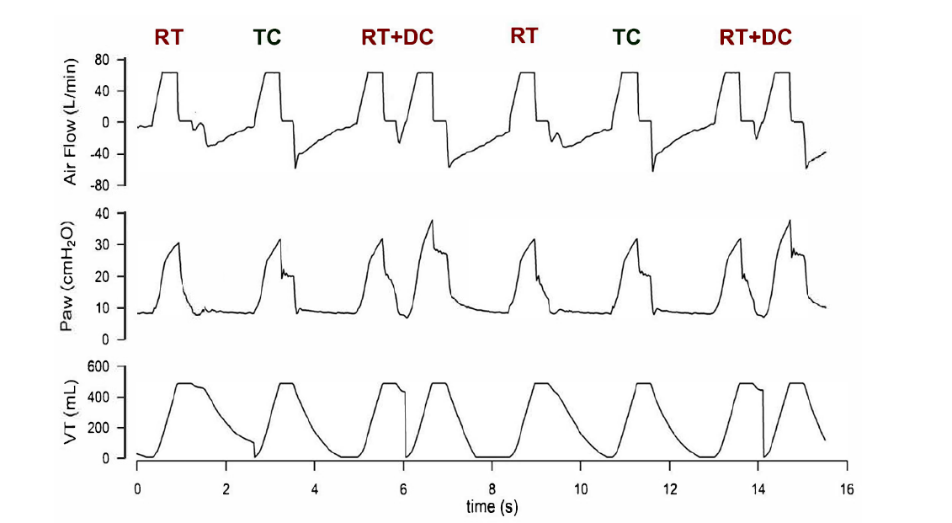 RT TC RT+DC RT TC RT+DC
Air Flow (L/min)
80
40
0
-40
-80
Paw (cmH₂O)
40
30
20
10
0
VT (mL)
600
400
200
0
0 2 4 6 8 10 12 14 16
time (s)